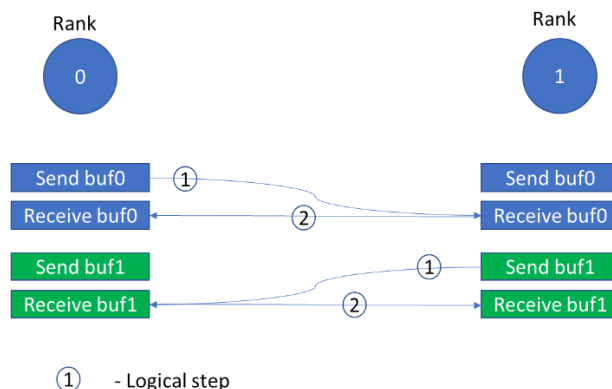 Rank
Rank
0
1
Send buf0
1
Send buf0
Receive buf0
2
Receive buf0
Send buf1
1
Send buf1
Receive buf1
2
Receive buf1
1 - Logical step